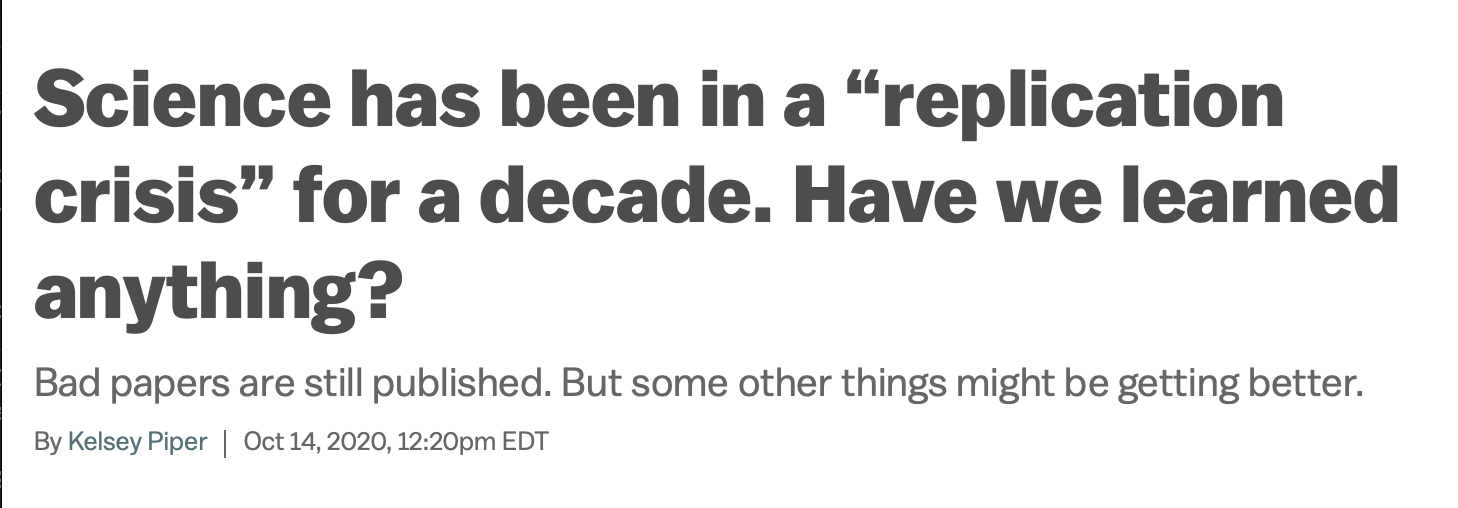 Science has been in a “replication
crisis” for a decade. Have we learned
anything?
Bad papers are still published. But some other things might be getting better.
By Kelsey Piper | Oct 14, 2020, 12:20pm EDT